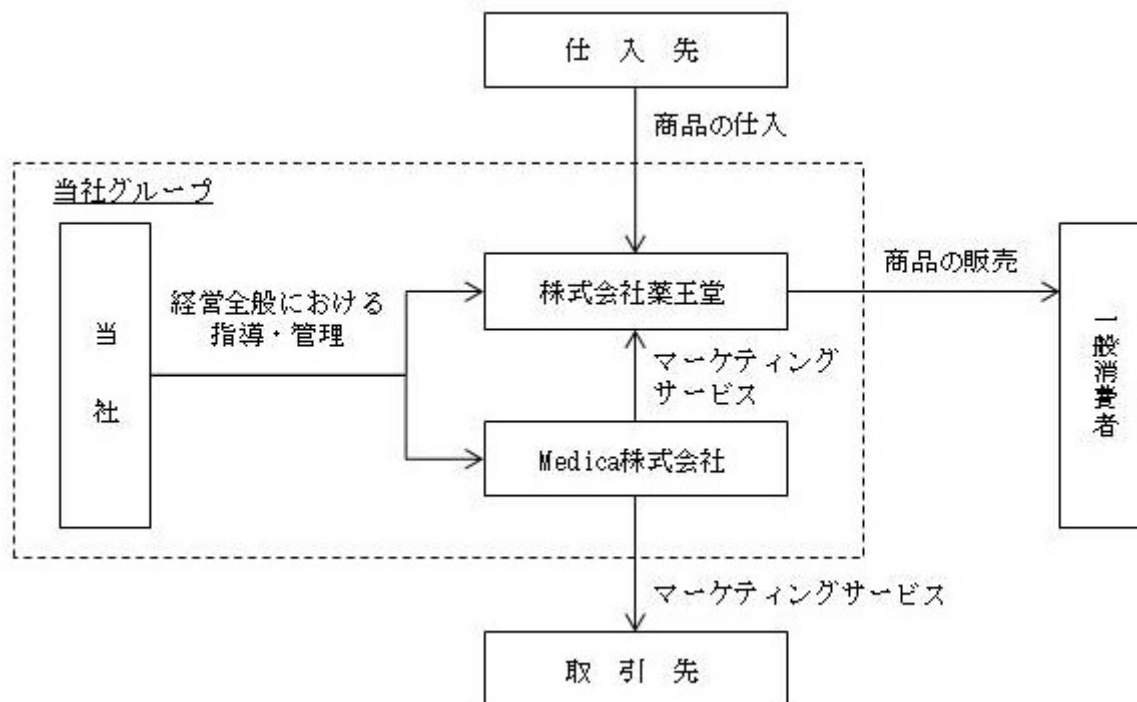 仕 入 先
商品の仕入
当社グループ
当社
経営全般における
指導・管理
株式会社薬王堂
商品の販売
一般消費者
マーケティング
サービス
Medica株式会社
マーケティングサービス
取 引 先